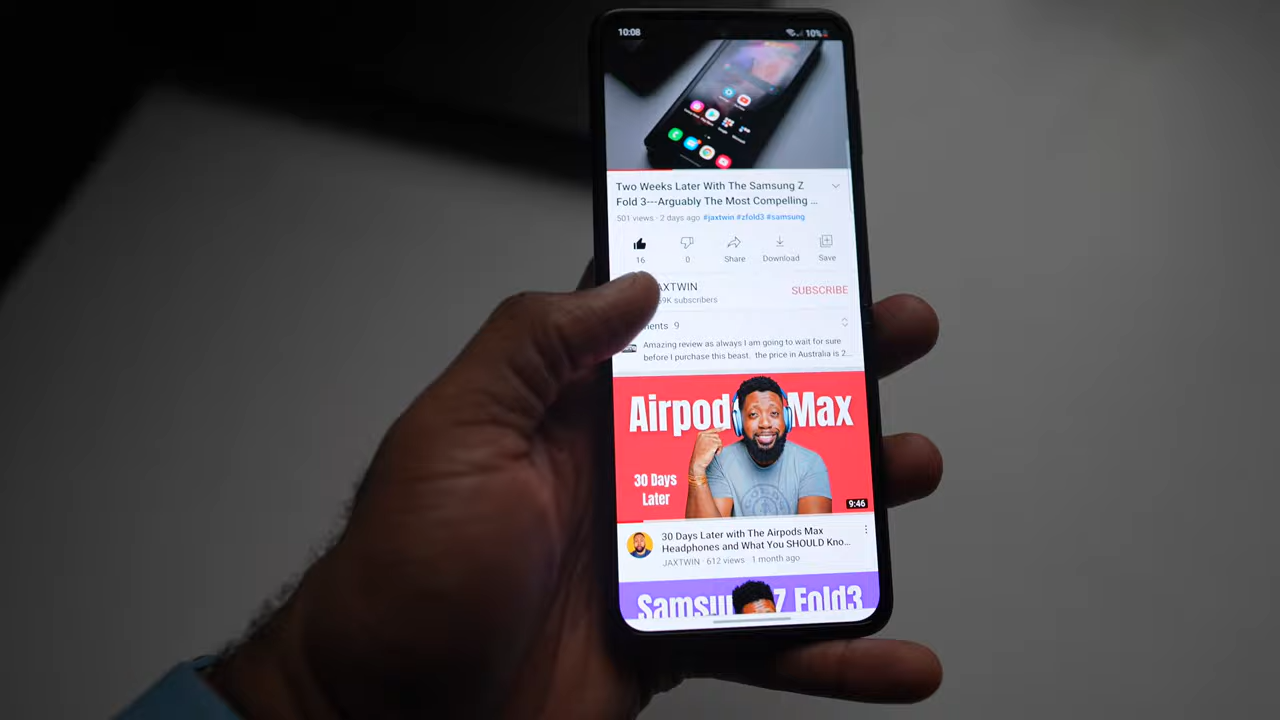 10:08 10%
Two Weeks Later With The Samsung Z
Fold 3---Arguably The Most Compelling ...
501 views · 2 days ago #jaxtwin #zfold3 #samsung
16 0 Share Download Save
JAXTWIN SUBSCRIBE
subscribers
9
Amazing review as always I am going to wait for sure
before I purchase this beast. the price in Australia is 2...
Airpods Max
30 Days
Later
9:46
30 Days Later with The Airpods Max
Headphones and What You SHOULD Kno...
JAXTWIN · 612 views · 1 month ago
Samsung Z Fold3